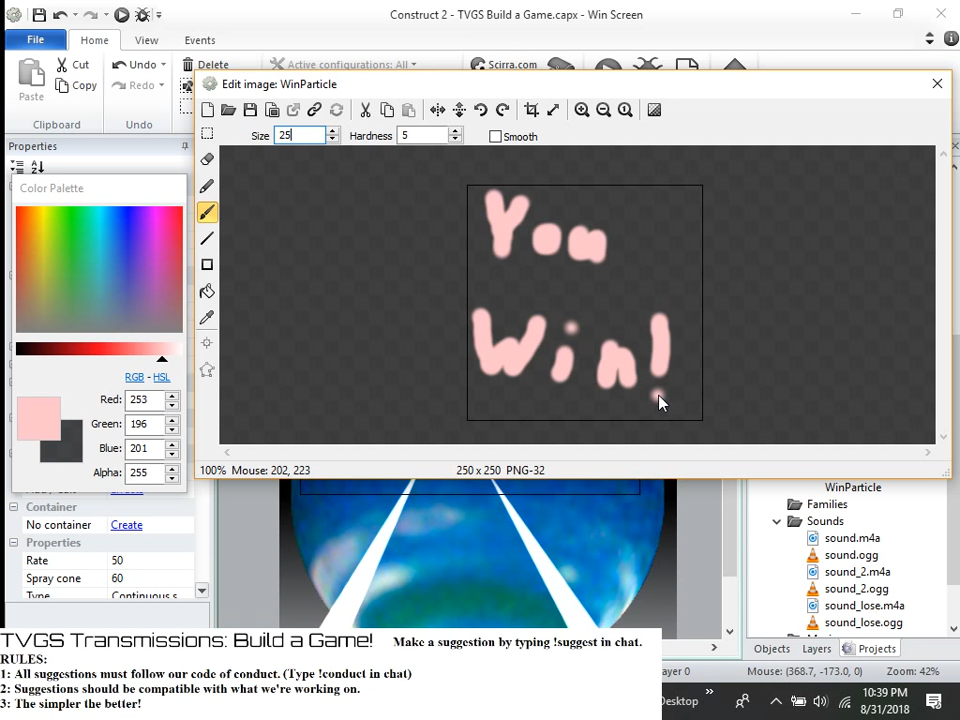 Construct 2 - TVGS Build a Game.capx - Win Screen
File Home View Events
Cut
Copy
Paste
Clipboard
Undo
Redo
Undo
Delete
Active configurations: All
Scirra.com
Properties
Edit image: WinParticle
Size 25 Hardness 5 Smooth
Color Palette
RGB - HSL
Red: 253
Green: 196
Blue: 201
Alpha: 255
You
Win!
100% Mouse: 202, 223 250 x 250 PNG-32
Container
No container Create
Properties
Rate 50
Spray cone 60
Type Continuous s
WinParticle
Families
Sounds
sound.m4a
sound.ogg
sound_2.m4a
sound_2.ogg
sound_lose.m4a
sound_lose.ogg
Objects Layers Projects
Mouse: (368.7, -173.0, 0) Zoom: 42%
TVGS Transmissions: Build a Game! Make a suggestion by typing !suggest in chat.
RULES:
1: All suggestions must follow our code of conduct. (Type !conduct in chat)
2: Suggestions should be compatible with what we're working on.
3: The simpler the better!
Desktop
10:39 PM
8/31/2018